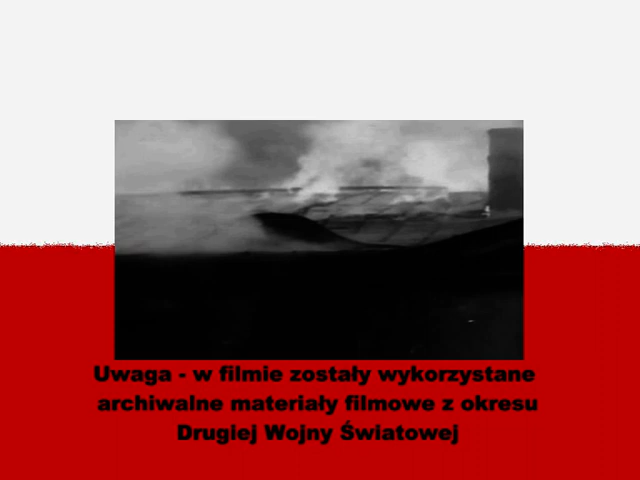 Uwaga - w filmie zostały wykorzystane
archiwalne materiały filmowe z okresu
Drugiej Wojny Światowej